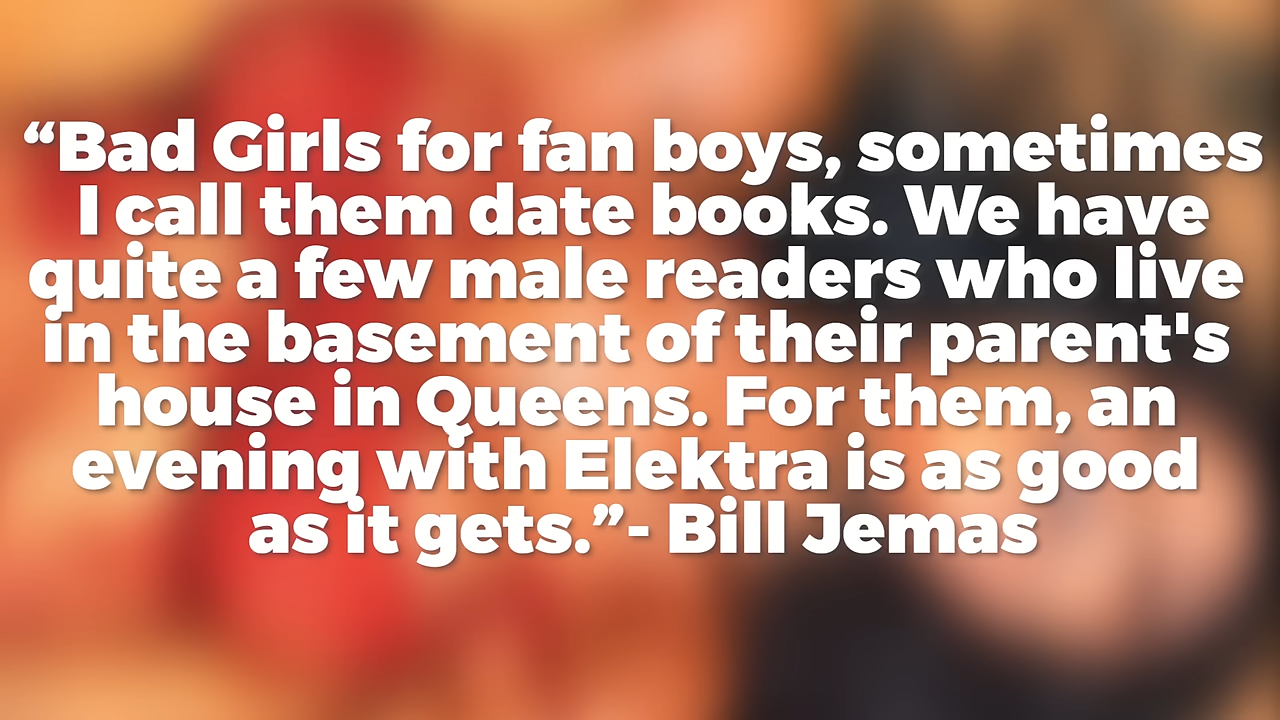 “Bad Girls for fan boys, sometimes
I call them date books. We have
quite a few male readers who live
in the basement of their parent's
house in Queens. For them, an
evening with Elektra is as good
as it gets.”- Bill Jemas